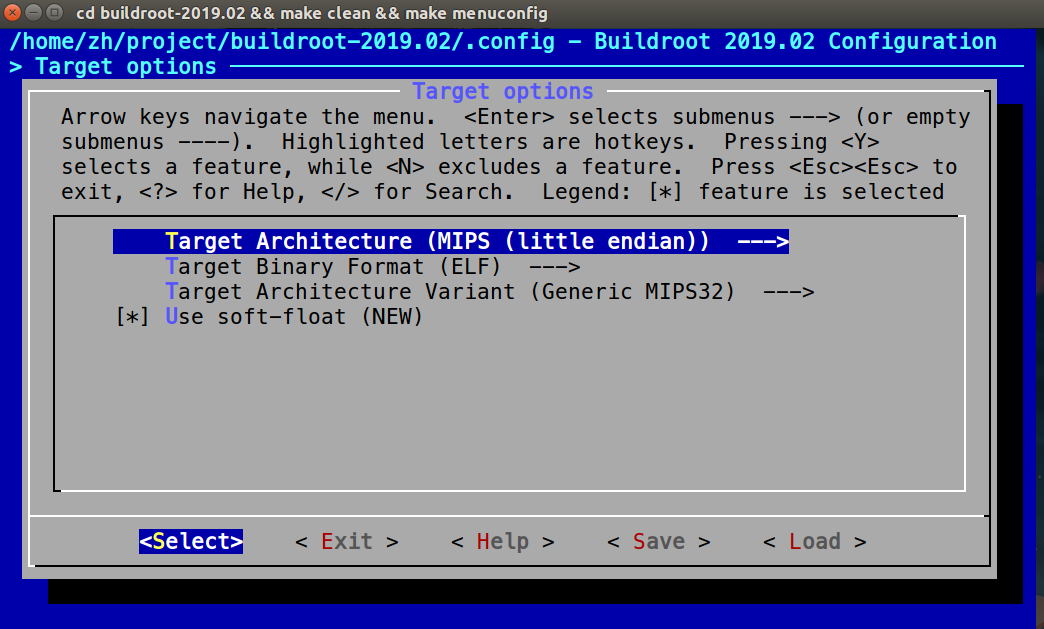 cd buildroot-2019.02 && make clean && make menuconfig
/home/zh/project/buildroot-2019.02/.config - Buildroot 2019.02 Configuration
> Target options
Target options
Arrow keys navigate the menu.  <Enter> selects submenus ---> (or empty
submenus ----).  Highlighted letters are hotkeys.  Pressing <Y>
selects a feature, while <N> excludes a feature.  Press <Esc><Esc> to
exit, <?> for Help, </> for Search.  Legend: [*] feature is selected
Target Architecture (MIPS (little endian))  --->
Target Binary Format (ELF)  --->
Target Architecture Variant (Generic MIPS32)  --->
[*] Use soft-float (NEW)
<Select>    < Exit >    < Help >    < Save >    < Load >